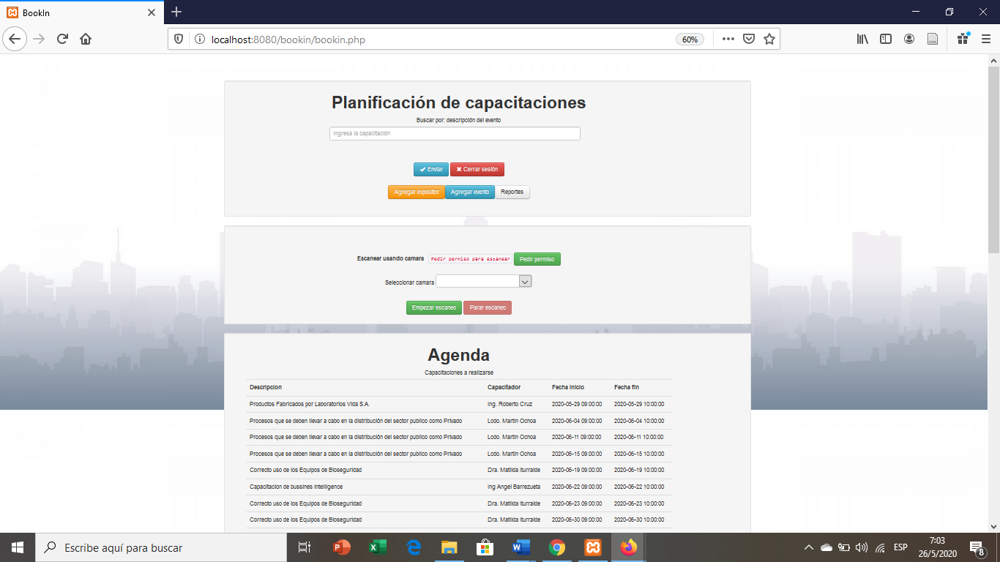 BookIn
localhost:8080/bookin/bookin.php
60%
Planificación de capacitaciones
Buscar por: descripción del evento
Ingresa la capacitación
Enviar
Cerrar sesión
Agregar expositor
Agregar evento
Reportes
Escanear usando camara
Pedir permiso para escanear
Pedir permiso
Seleccionar camara
Empezar escaneo
Parar escaneo
Agenda
Capacitaciones a realizarse
Descripcion Capacitador Fecha inicio Fecha fin
Productos Fabricados por Laboratorios Vida S.A. Ing. Roberto Cruz 2020-05-29 09:00:00 2020-05-29 10:00:00
Procesos que se deben llevar a cabo en la distribución del sector publico como Privado Lcdo. Martin Ochoa 2020-06-04 09:00:00 2020-06-04 10:00:00
Procesos que se deben llevar a cabo en la distribución del sector publico como Privado Lcdo. Martin Ochoa 2020-06-11 09:00:00 2020-06-11 10:00:00
Procesos que se deben llevar a cabo en la distribución del sector publico como Privado Lcdo. Martin Ochoa 2020-06-15 09:00:00 2020-06-15 10:00:00
Correcto uso de los Equipos de Bioseguridad Dra. Matilda Iturralde 2020-06-19 09:00:00 2020-06-19 10:00:00
Capacitacion de bussines intelligence Ing Angel Barrezueta 2020-06-22 09:00:00 2020-06-22 10:00:00
Correcto uso de los Equipos de Bioseguridad Dra. Matilda Iturralde 2020-06-23 09:00:00 2020-06-23 10:00:00
Correcto uso de los Equipos de Bioseguridad Dra. Matilda Iturralde 2020-06-30 09:00:00 2020-06-30 10:00:00
Escribe aquí para buscar
ESP
7:03
26/5/2020
8